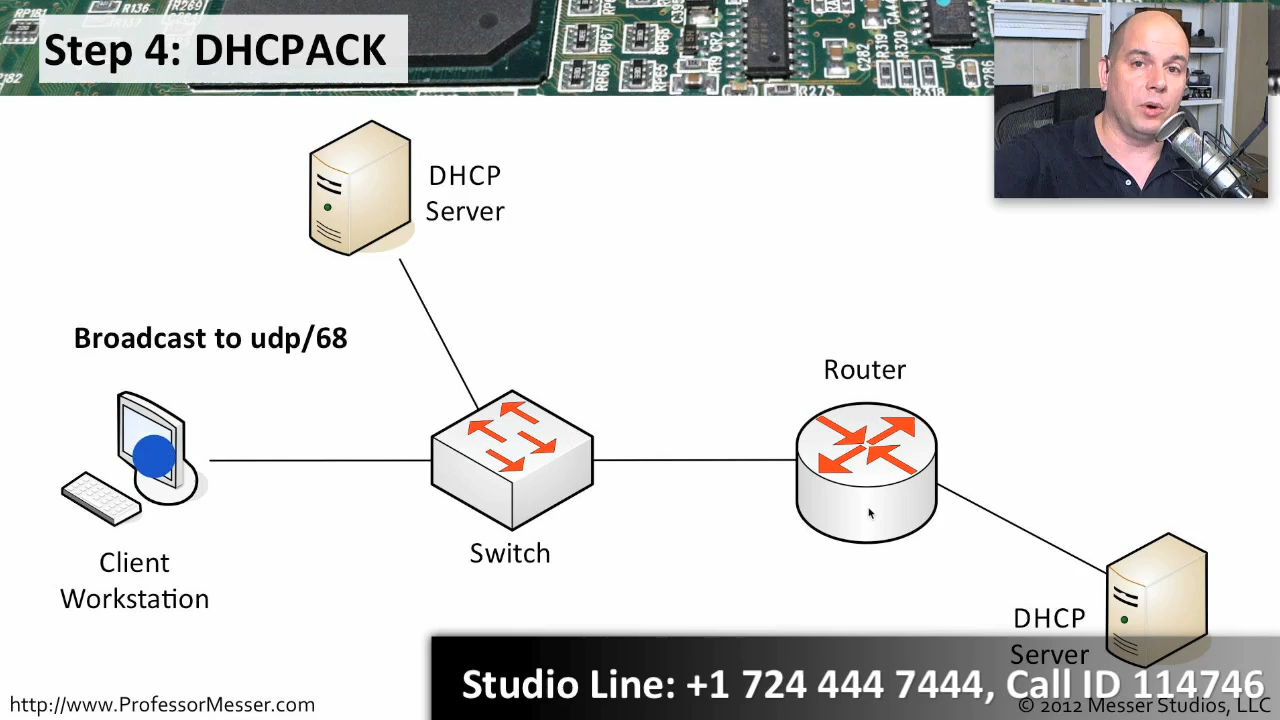 Step 4: DHCPACK
DHCP
Server
Broadcast to udp/68
Router
Client
Workstation
Switch
DHCP
Server
Studio Line: +1 724 444 7444, Call ID 114746
http://www.ProfessorMesser.com
© 2012 Messer Studios, LLC